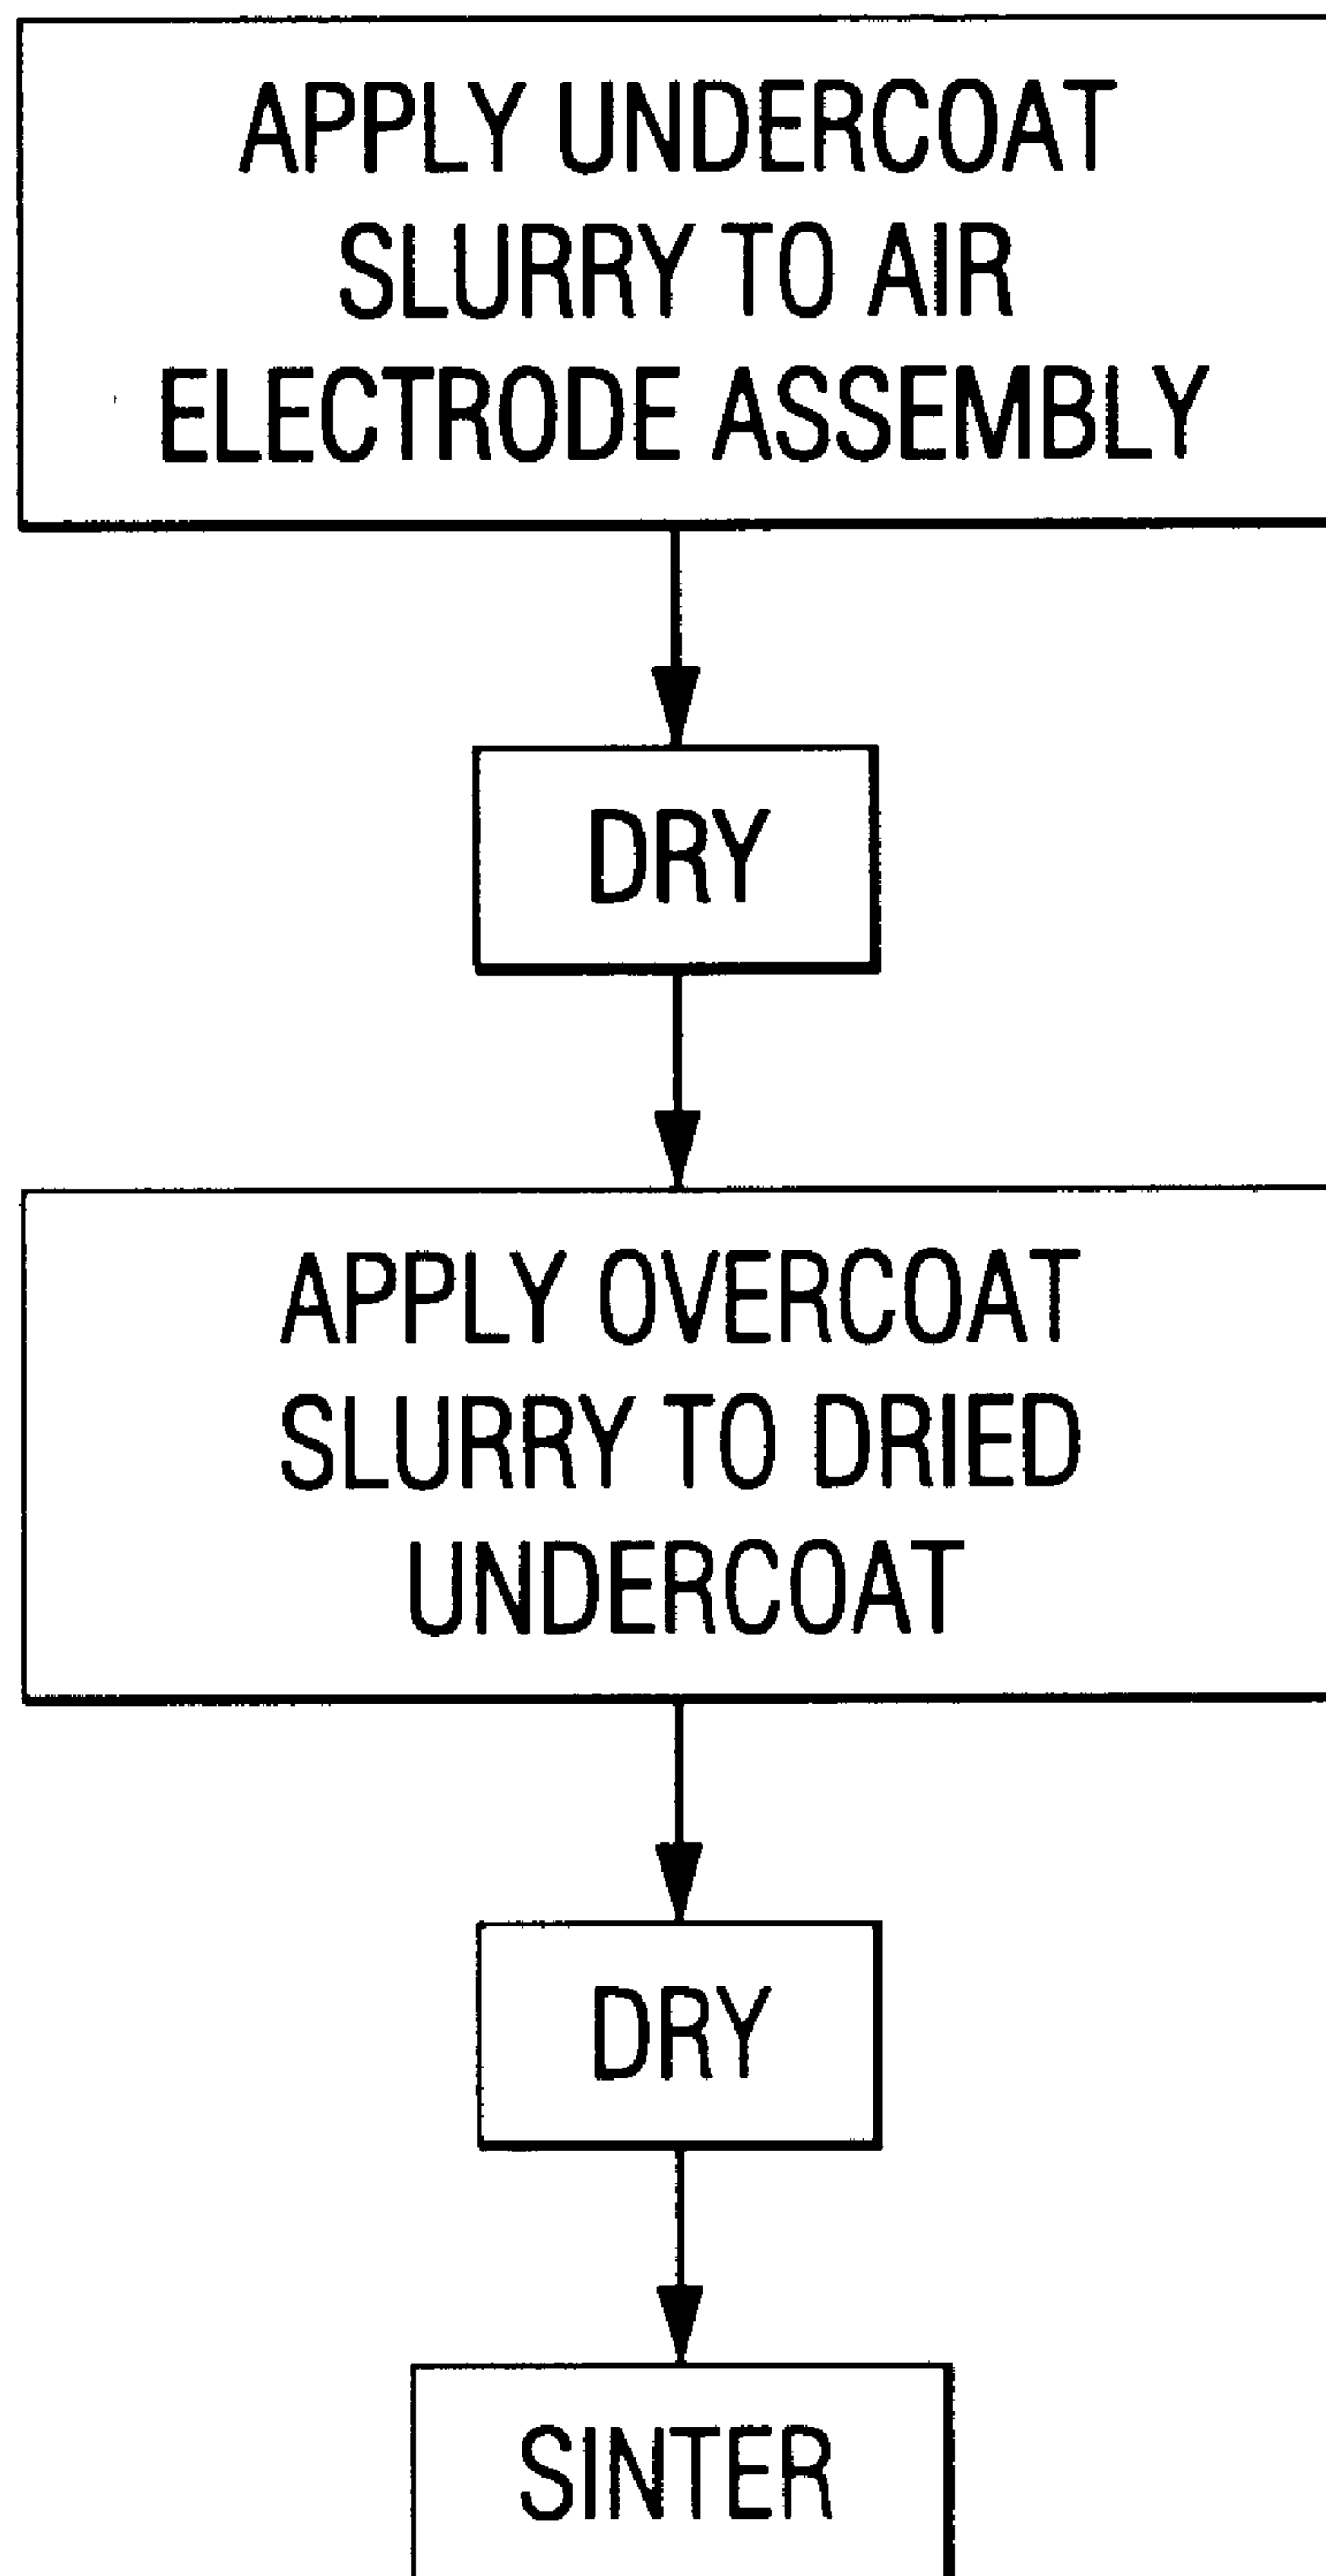 APPLY UNDERCOAT
SLURRY TO AIR
ELECTRODE ASSEMBLY
DRY
APPLY OVERCOAT
SLURRY TO DRIED
UNDERCOAT
DRY
SINTER